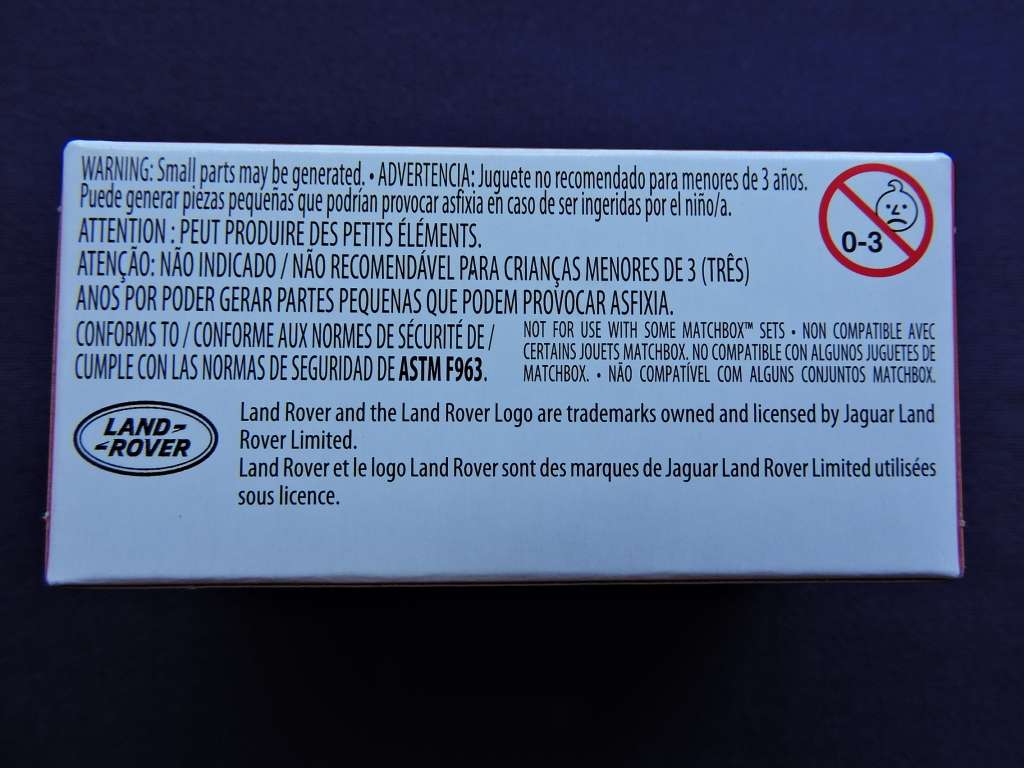 WARNING: Small parts may be generated. • ADVERTENCIA: Juguete no recomendado para menores de 3 años.
Puede generar piezas pequeñas que podrían provocar asfixia en caso de ser ingeridas por el niño/a.
ATTENTION : PEUT PRODUIRE DES PETITS ÉLÉMENTS.
ATENÇÃO: NÃO INDICADO / NÃO RECOMENDÁVEL PARA CRIANÇAS MENORES DE 3 (TRÊS)
ANOS POR PODER GERAR PARTES PEQUENAS QUE PODEM PROVOCAR ASFIXIA.
0-3
CONFORMS TO / CONFORME AUX NORMES DE SÉCURITÉ DE /
CUMPLE CON LAS NORMAS DE SEGURIDAD DE ASTM F963.
NOT FOR USE WITH SOME MATCHBOX™ SETS • NON COMPATIBLE AVEC
CERTAINS JOUETS MATCHBOX. NO COMPATIBLE CON ALGUNOS JUGUETES DE
MATCHBOX. • NÃO COMPATÍVEL COM ALGUNS CONJUNTOS MATCHBOX.
LAND-
-ROVER
Land Rover and the Land Rover Logo are trademarks owned and licensed by Jaguar Land
Rover Limited.
Land Rover et le logo Land Rover sont des marques de Jaguar Land Rover Limited utilisées
sous licence.